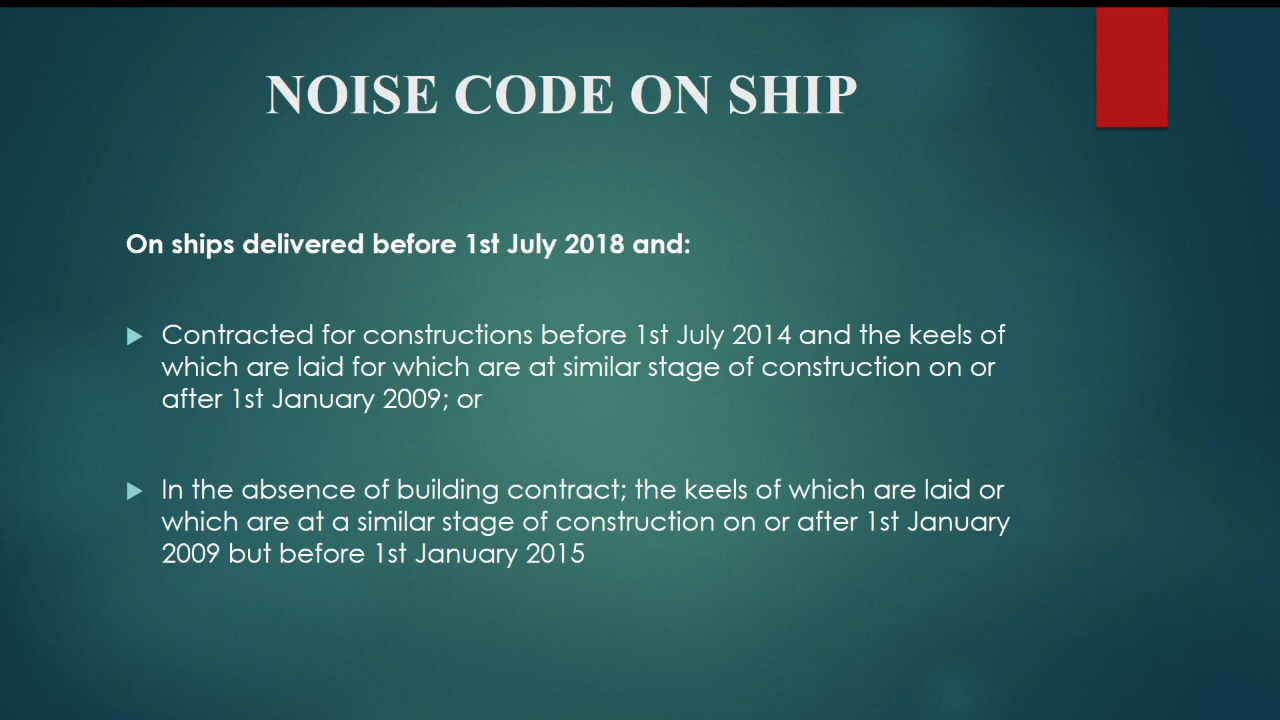 NOISE CODE ON SHIP
On ships delivered before 1st July 2018 and:
Contracted for constructions before 1st July 2014 and the keels of
which are laid for which are at similar stage of construction on or
after 1st January 2009; or
In the absence of building contract; the keels of which are laid or
which are at a similar stage of construction on or after 1st January
2009 but before 1st January 2015